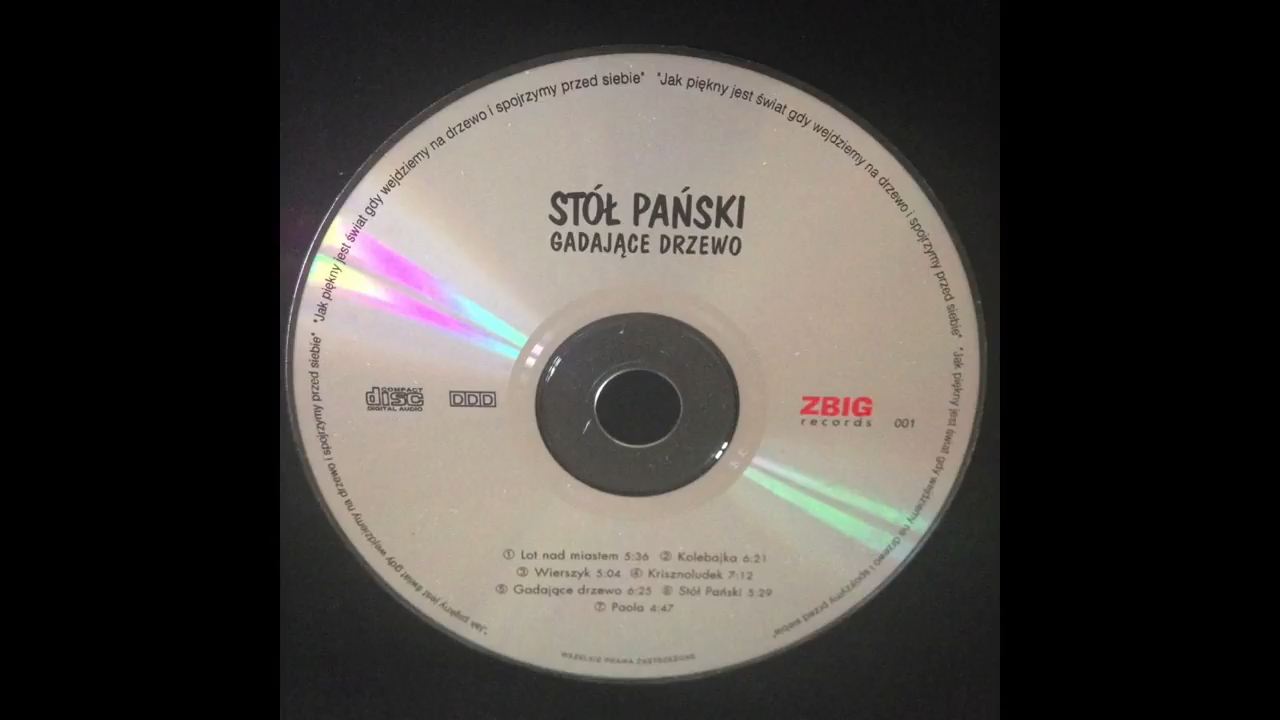 "Jak piękny jest świat gdy wejdziemy na drzewo i spojrzymy przed siebie"
"Jak piękny jest świat gdy wejdziemy na drzewo i spojrzymy przed siebie"
"Jak piękny jest świat gdy wejdziemy na drzewo i spojrzymy przed siebie"
"Jak piękny jest świat gdy wejdziemy na drzewo i spojrzymy przed siebie"
STÓŁ PAŃSKI
GADAJĄCE DRZEWO
COMPACT
disc
DIGITAL AUDIO
DDD
ZBIG
records 001
① Lot nad miastem 5:36 ② Kolebajka 6:21
③ Wierszyk 5:04 ④ Krisznoludek 7:12
⑤ Gadające drzewo 6:25 ⑥ Stół Pański 5:29
⑦ Paola 4:47
WSZELKIE PRAWA ZASTRZEŻONE